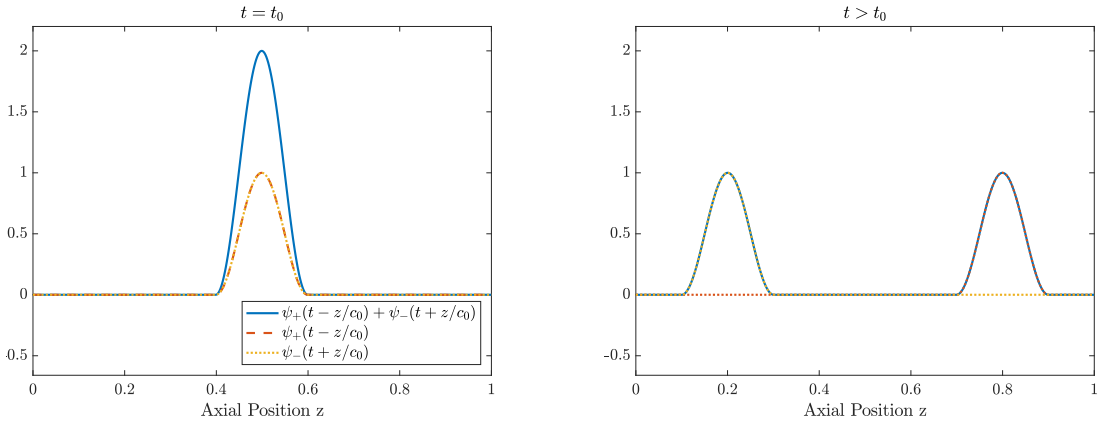 t = t₀
2
1.5
1
0.5
0
-0.5
0 0.2 0.4 0.6 0.8 1
Axial Position z
ψ₊(t − z/c₀) + ψ₋(t + z/c₀)
ψ₊(t − z/c₀)
ψ₋(t + z/c₀)
t > t₀
2
1.5
1
0.5
0
-0.5
0 0.2 0.4 0.6 0.8 1
Axial Position z